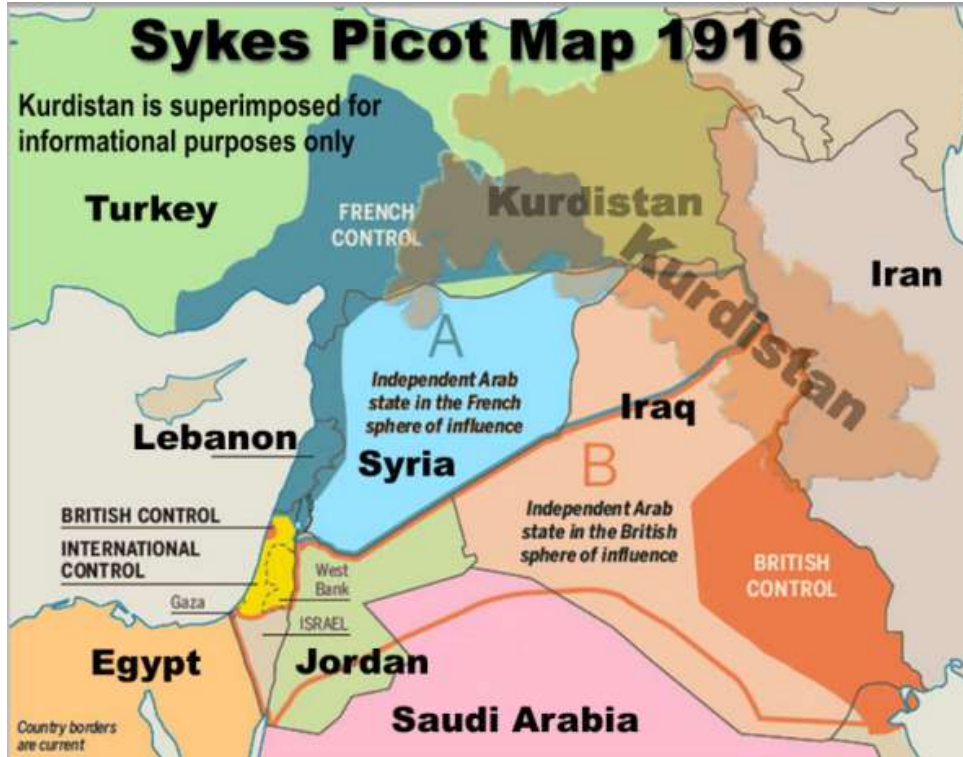 Sykes Picot Map 1916
Kurdistan is superimposed for
informational purposes only
Turkey
FRENCH
CONTROL
Kurdistan
Kurdistan
Iran
A
Independent Arab
state in the French
sphere of influence
Iraq
Lebanon
Syria
B
Independent Arab
state in the British
sphere of influence
BRITISH CONTROL
INTERNATIONAL
CONTROL
BRITISH
CONTROL
West
Bank
Gaza
ISRAEL
Egypt
Jordan
Saudi Arabia
Country borders
are current